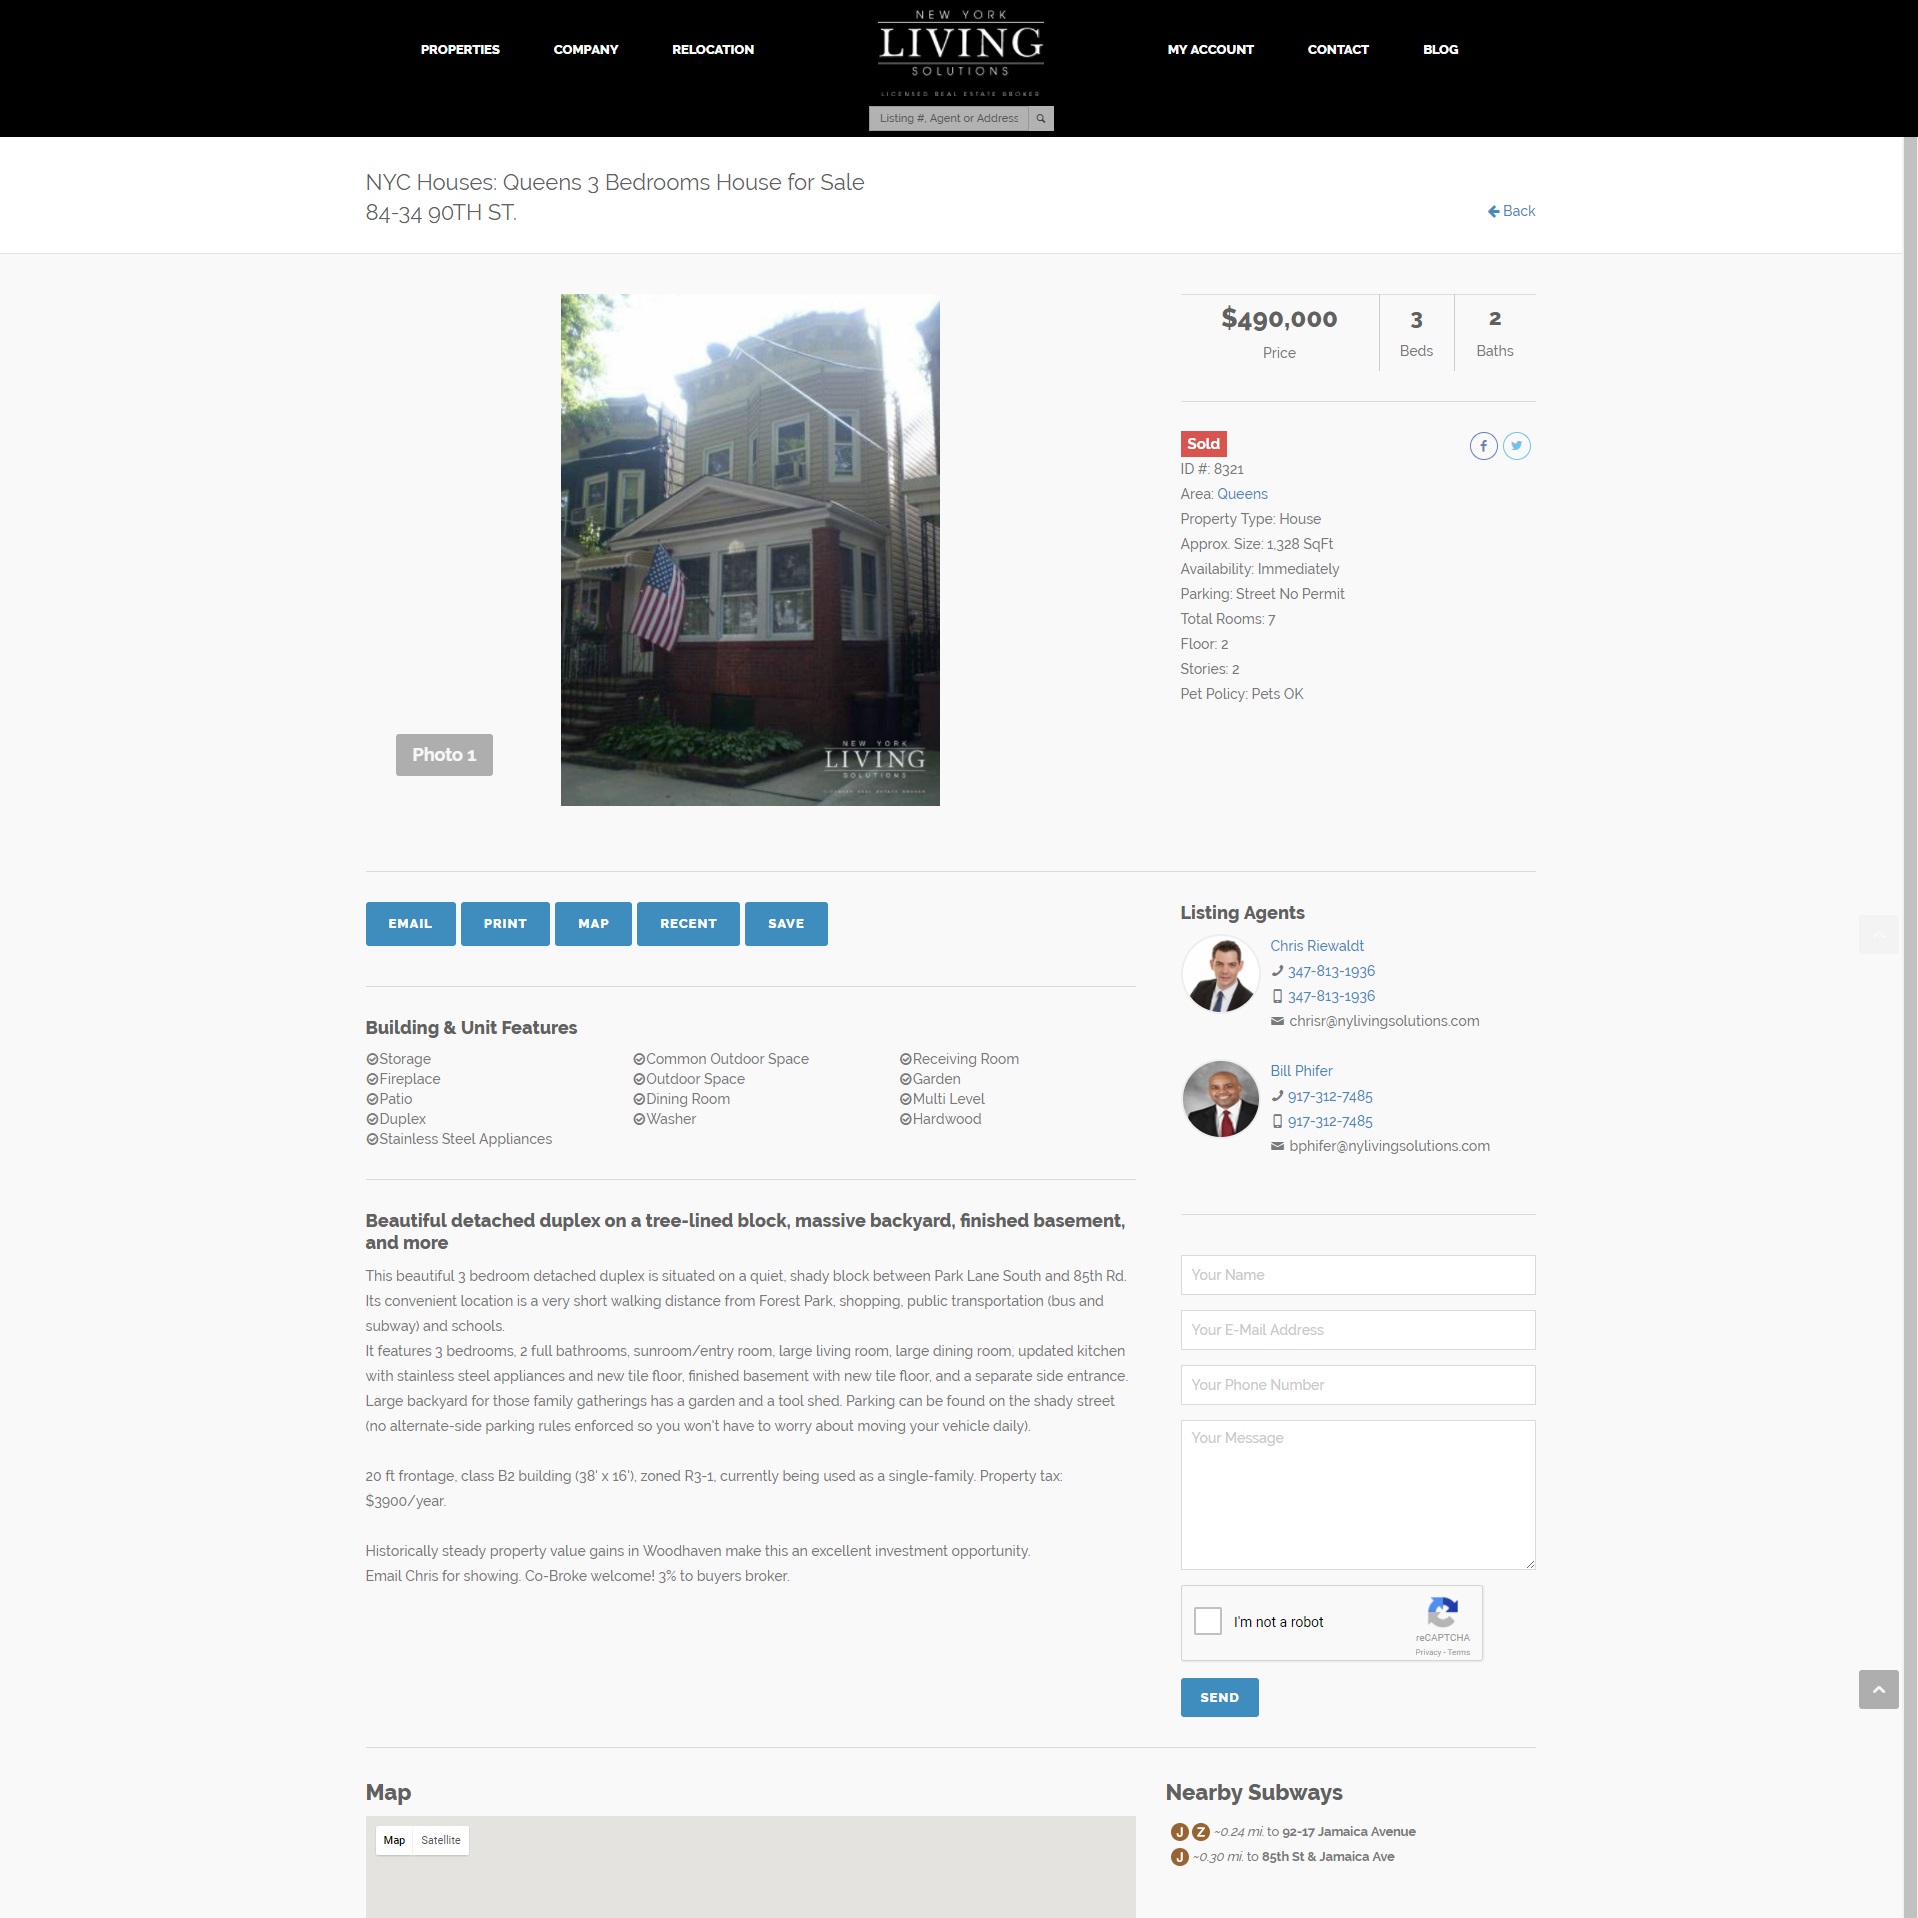 NEW YORK
LIVING
SOLUTIONS
LICENSED REAL ESTATE BROKER
PROPERTIES COMPANY RELOCATION MY ACCOUNT CONTACT BLOG
Listing #, Agent or Address
NYC Houses: Queens 3 Bedrooms House for Sale
84-34 90TH ST.
Back
$490,000 3 2
Price Beds Baths
Sold
ID #: 8321
Area: Queens
Property Type: House
Approx. Size: 1,328 SqFt
Availability: Immediately
Parking: Street No Permit
Total Rooms: 7
Floor: 2
Stories: 2
Pet Policy: Pets OK
Photo 1
NEW YORK
LIVING
SOLUTIONS
LICENSED REAL ESTATE BROKER
EMAIL PRINT MAP RECENT SAVE
Building & Unit Features
Storage Common Outdoor Space Receiving Room
Fireplace Outdoor Space Garden
Patio Dining Room Multi Level
Duplex Washer Hardwood
Stainless Steel Appliances
Beautiful detached duplex on a tree-lined block, massive backyard, finished basement,
and more
This beautiful 3 bedroom detached duplex is situated on a quiet, shady block between Park Lane South and 85th Rd.
Its convenient location is a very short walking distance from Forest Park, shopping, public transportation (bus and
subway) and schools.
It features 3 bedrooms, 2 full bathrooms, sunroom/entry room, large living room, large dining room, updated kitchen
with stainless steel appliances and new tile floor, finished basement with new tile floor, and a separate side entrance.
Large backyard for those family gatherings has a garden and a tool shed. Parking can be found on the shady street
(no alternate-side parking rules enforced so you won't have to worry about moving your vehicle daily).
20 ft frontage, class B2 building (38' x 16'), zoned R3-1, currently being used as a single-family. Property tax:
$3900/year.
Historically steady property value gains in Woodhaven make this an excellent investment opportunity.
Email Chris for showing. Co-Broke welcome! 3% to buyers broker.
Listing Agents
Chris Riewaldt
347-813-1936
347-813-1936
chrisr@nylivingsolutions.com
Bill Phifer
917-312-7485
917-312-7485
bphifer@nylivingsolutions.com
Your Name
Your E-Mail Address
Your Phone Number
Your Message
I'm not a robot
reCAPTCHA
Privacy - Terms
SEND
Map
Map Satellite
Nearby Subways
J Z ~0.24 mi. to 92-17 Jamaica Avenue
J ~0.30 mi. to 85th St & Jamaica Ave